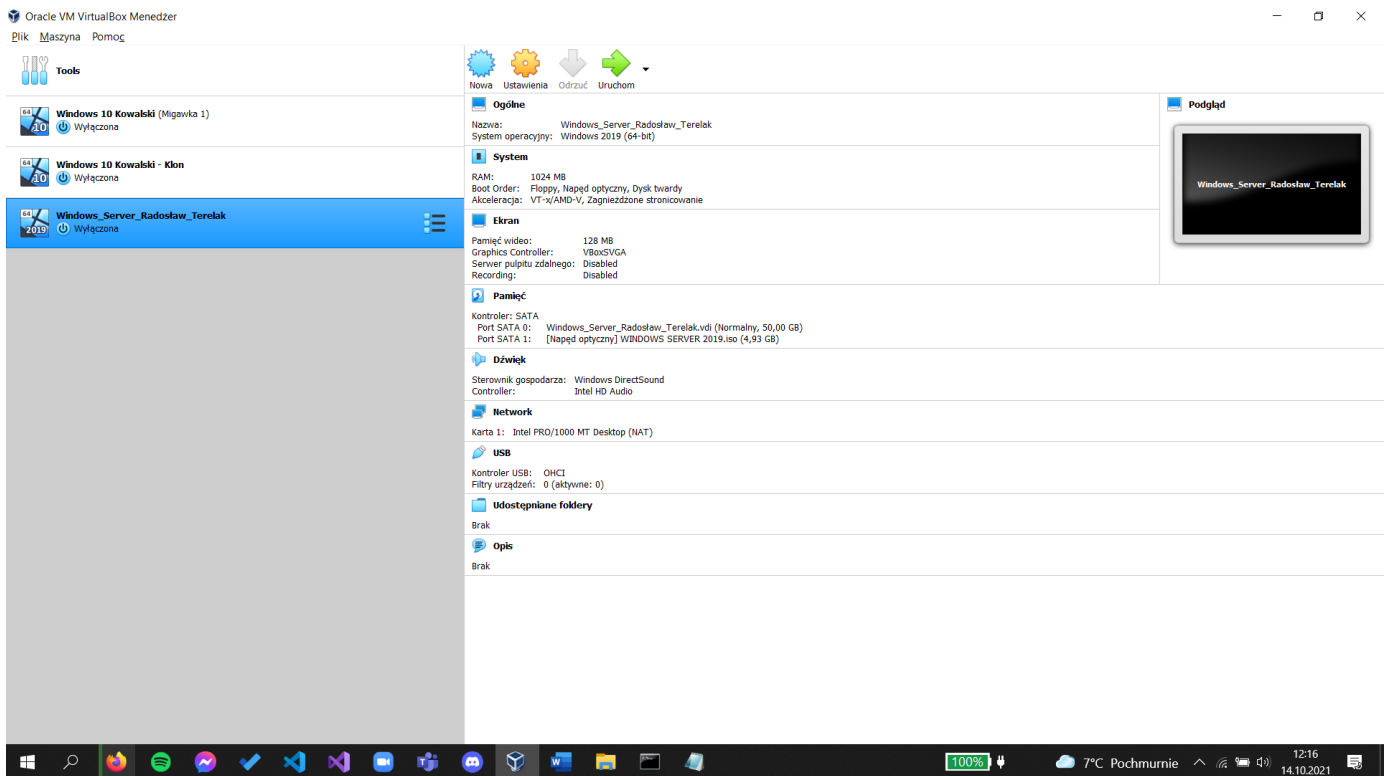 Oracle VM VirtualBox Menedżer
Plik Maszyna Pomoc
Tools
64 10 Windows 10 Kowalski (Migawka 1)
Wyłączona
64 10 Windows 10 Kowalski - Klon
Wyłączona
64 2019 Windows_Server_Radosław_Terelak
Wyłączona
Nowa Ustawienia Odrzuć Uruchom
Ogólne
Nazwa: Windows_Server_Radosław_Terelak
System operacyjny: Windows 2019 (64-bit)
System
RAM: 1024 MB
Boot Order: Floppy, Napęd optyczny, Dysk twardy
Akceleracja: VT-x/AMD-V, Zagnieżdżone stronicowanie
Ekran
Pamięć wideo: 128 MB
Graphics Controller: VBoxSVGA
Serwer pulpitu zdalnego: Disabled
Recording: Disabled
Podgląd
Windows_Server_Radosław_Terelak
Pamięć
Kontroler: SATA
Port SATA 0: Windows_Server_Radosław_Terelak.vdi (Normalny, 50,00 GB)
Port SATA 1: [Napęd optyczny] WINDOWS SERVER 2019.iso (4,93 GB)
Dźwięk
Sterownik gospodarza: Windows DirectSound
Controller: Intel HD Audio
Network
Karta 1: Intel PRO/1000 MT Desktop (NAT)
USB
Kontroler USB: OHCI
Filtry urządzeń: 0 (aktywne: 0)
Udostępniane foldery
Brak
Opis
Brak
100% 7°C Pochmurnie 12:16
14.10.2021